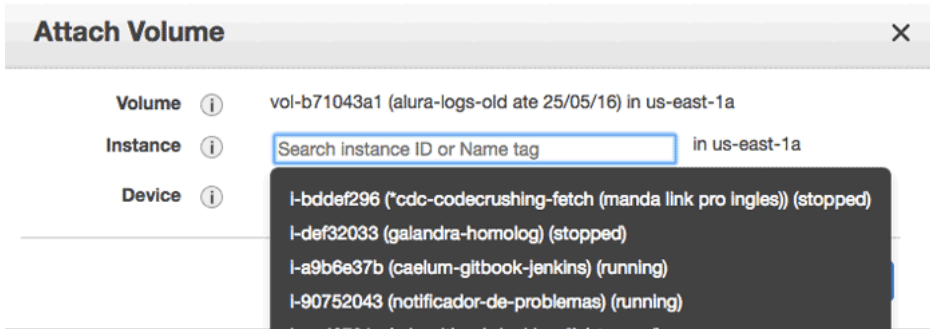 Attach Volume
Volume i vol-b71043a1 (alura-logs-old ate 25/05/16) in us-east-1a
Instance i Search instance ID or Name tag in us-east-1a
Device i
i-bddef296 (*cdc-codecrushing-fetch (manda link pro ingles)) (stopped)
i-def32033 (galandra-homolog) (stopped)
i-a9b6e37b (caelum-gitbook-jenkins) (running)
i-90752043 (notificador-de-problemas) (running)